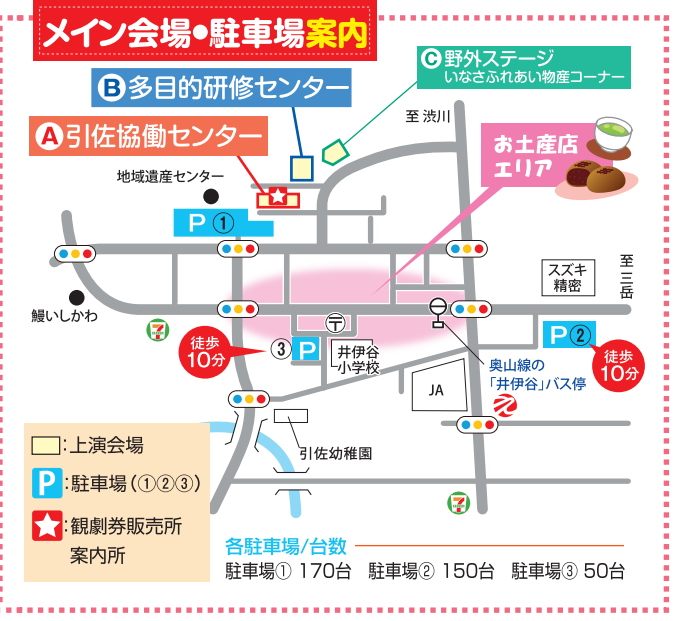 メイン会場●駐車場案内
C 野外ステージ
いなさふれあい物産コーナー
B 多目的研修センター
A 引佐協働センター
至 渋川
お土産店
エリア
地域遺産センター
P ①
至 三岳
スズキ
精密
鰻いしかわ
〒
P ②
徒歩
10分
③ P
徒歩
10分
井伊谷
小学校
奥山線の
「井伊谷」バス停
JA
引佐幼稚園
:上演会場
P:駐車場(①②③)
:観劇券販売所
案内所
各駐車場/台数
駐車場① 170台 駐車場② 150台 駐車場③ 50台